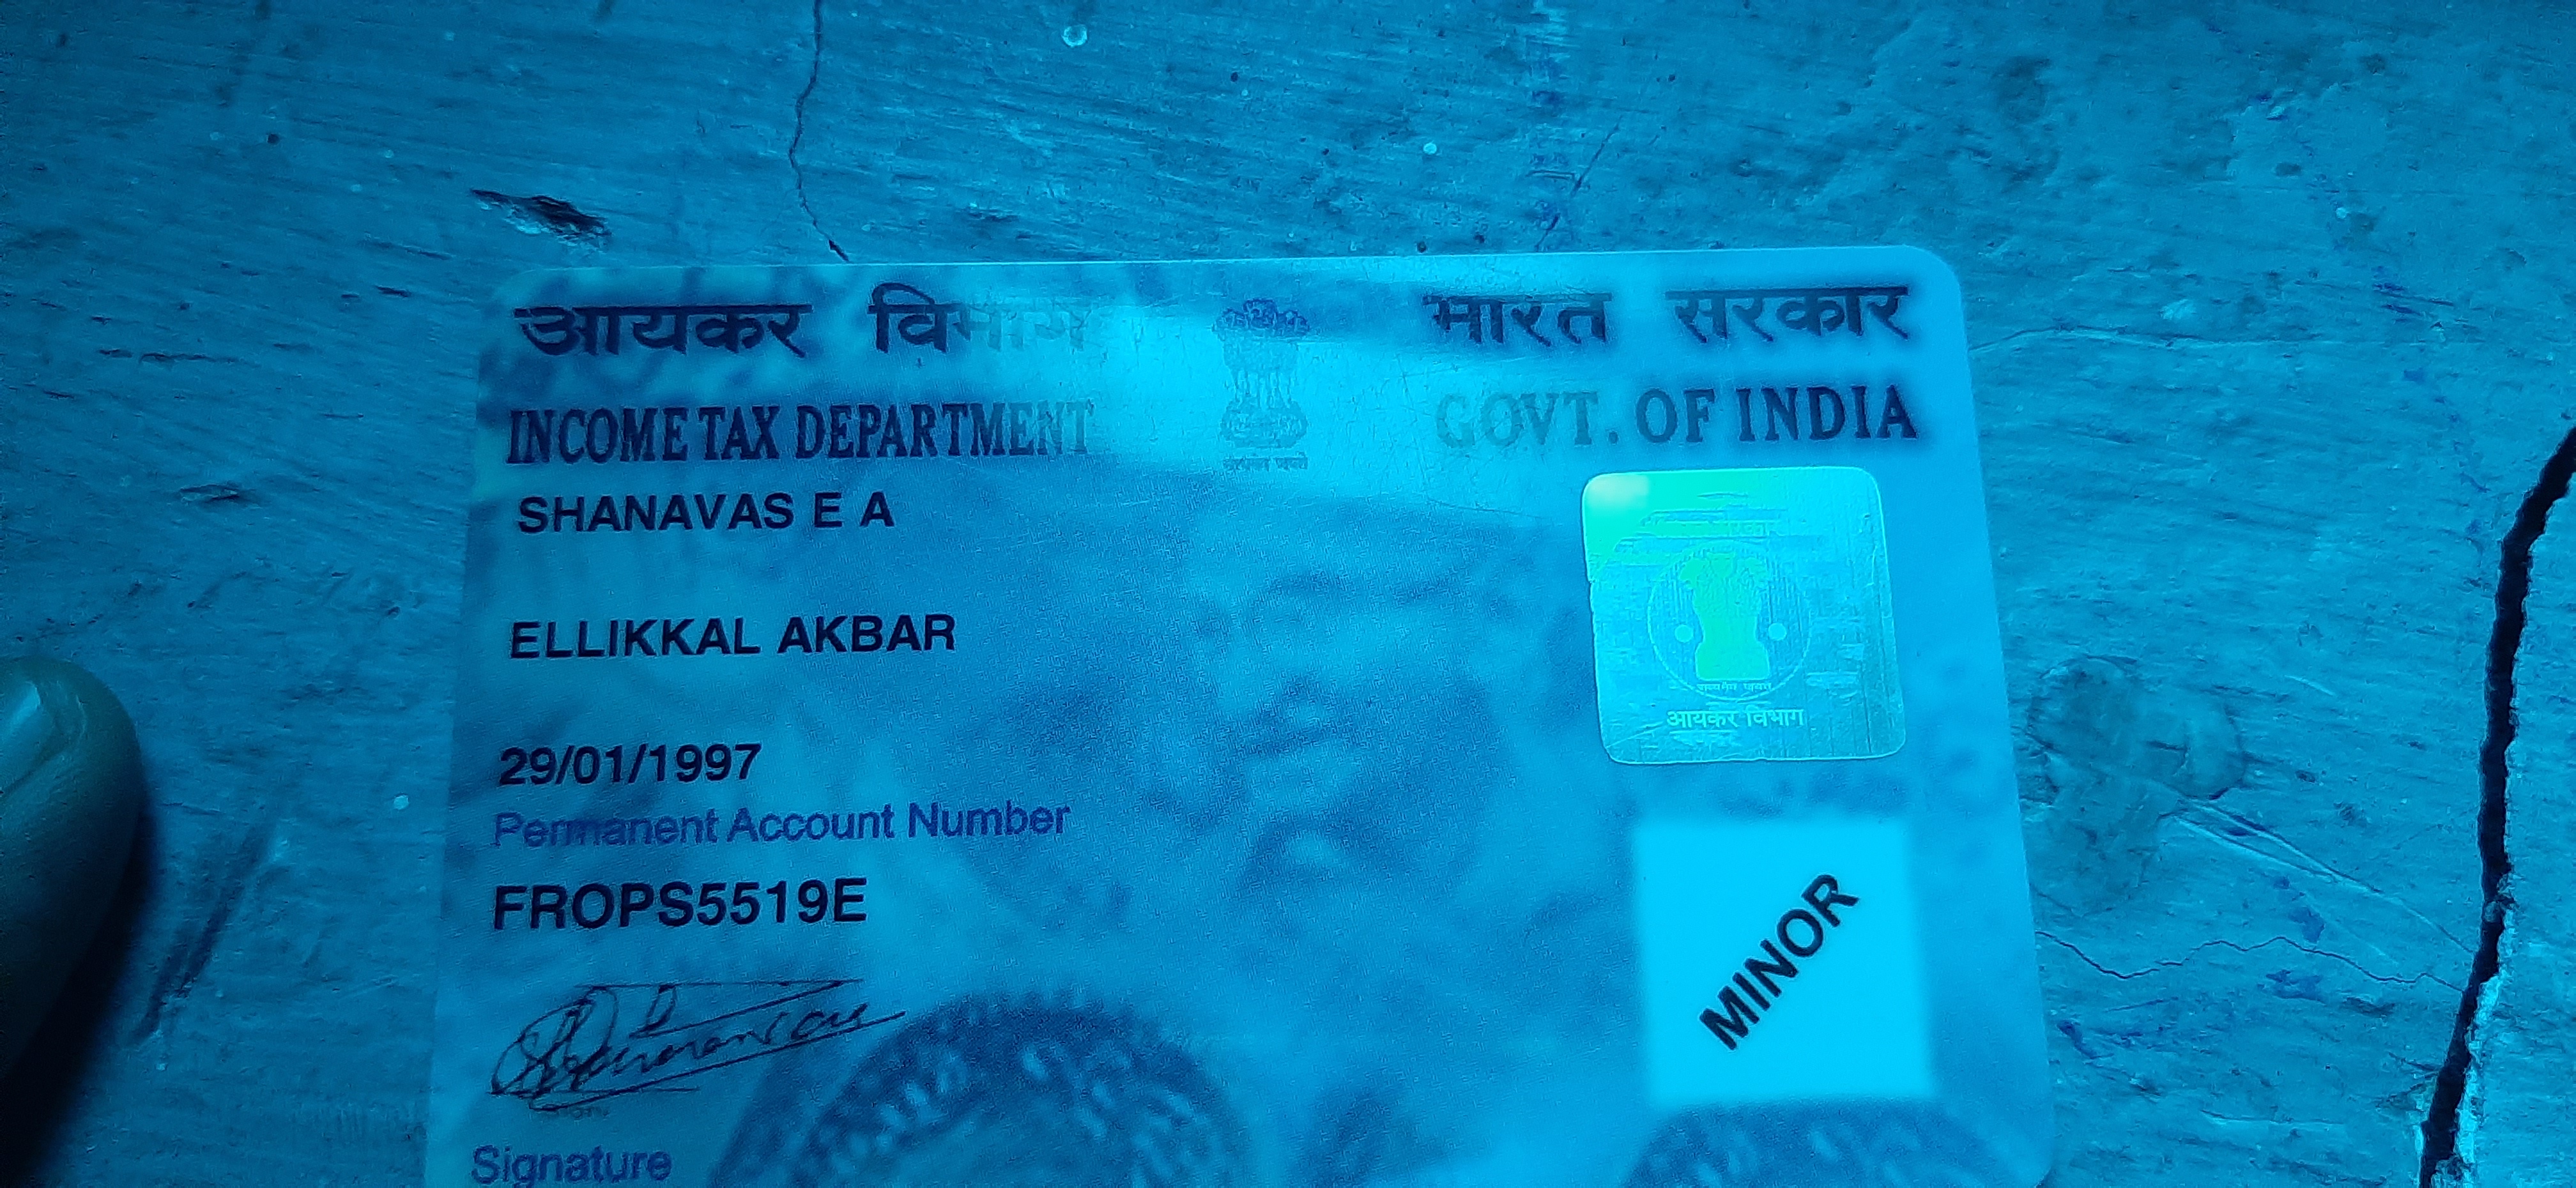 आयकर विभाग भारत सरकार
INCOME TAX DEPARTMENT GOVT. OF INDIA
SHANAVAS E A
ELLIKKAL AKBAR
29/01/1997
Permanent Account Number
FROPS5519E
Signature
आयकर विभाग
MINOR